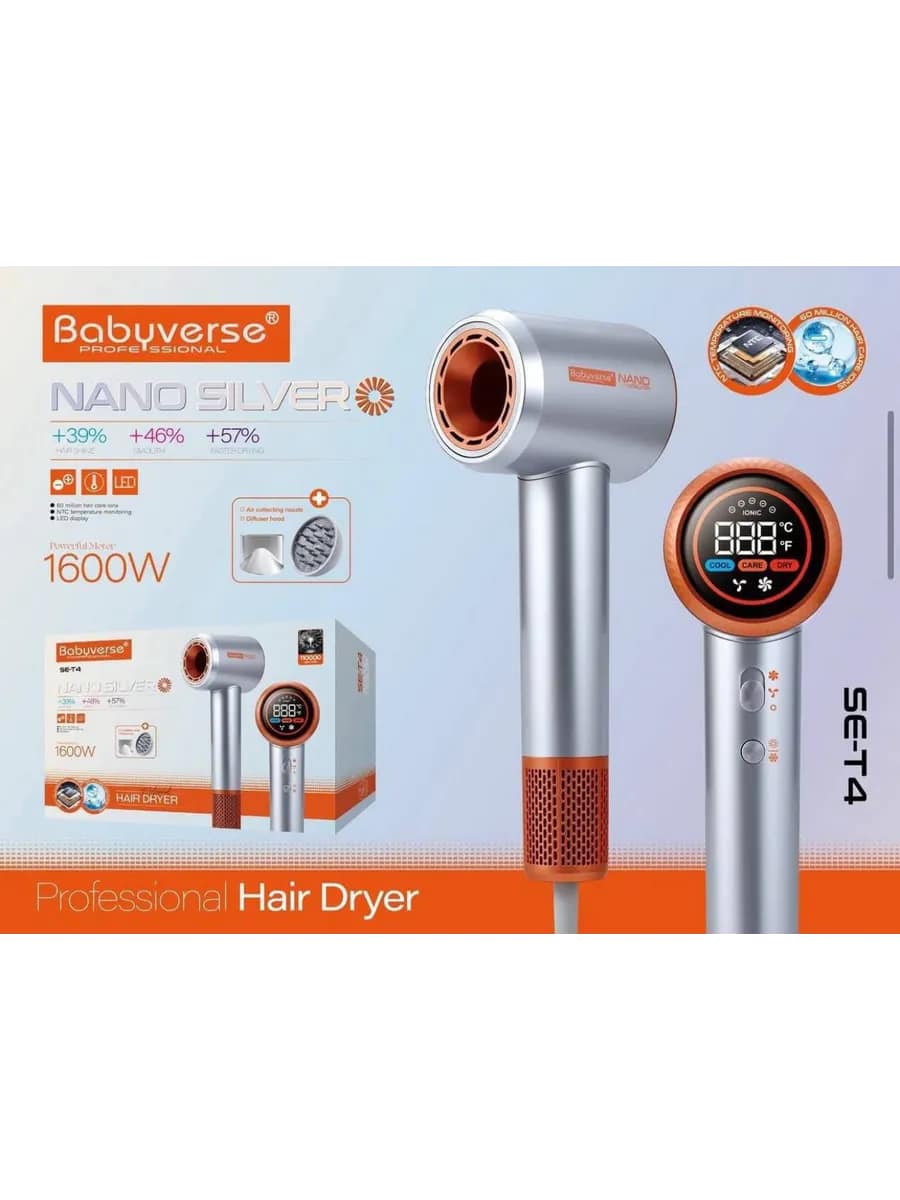 Babyverse®
PROFESSIONAL
NANO SILVER
+39% +46% +57%
HAIR SHINE SMOOTH FASTER DRYING
LED
60 million hair care ions
NTC temperature monitoring
LED display
Powerful Motor
1600W
Air collecting nozzle
Diffuser head
Babyverse®
SE-T4
NANO SILVER
+39% +46% +57%
1600W
HAIR DRYER
110000
SE-T4
888 °C °F
Babyverse NANO
NTC TEMPERATURE MONITORING
NTC
60 MILLION HAIR CARE IONS
IONIC
888 °C
°F
COOL CARE DRY
SE-T4
Professional Hair Dryer